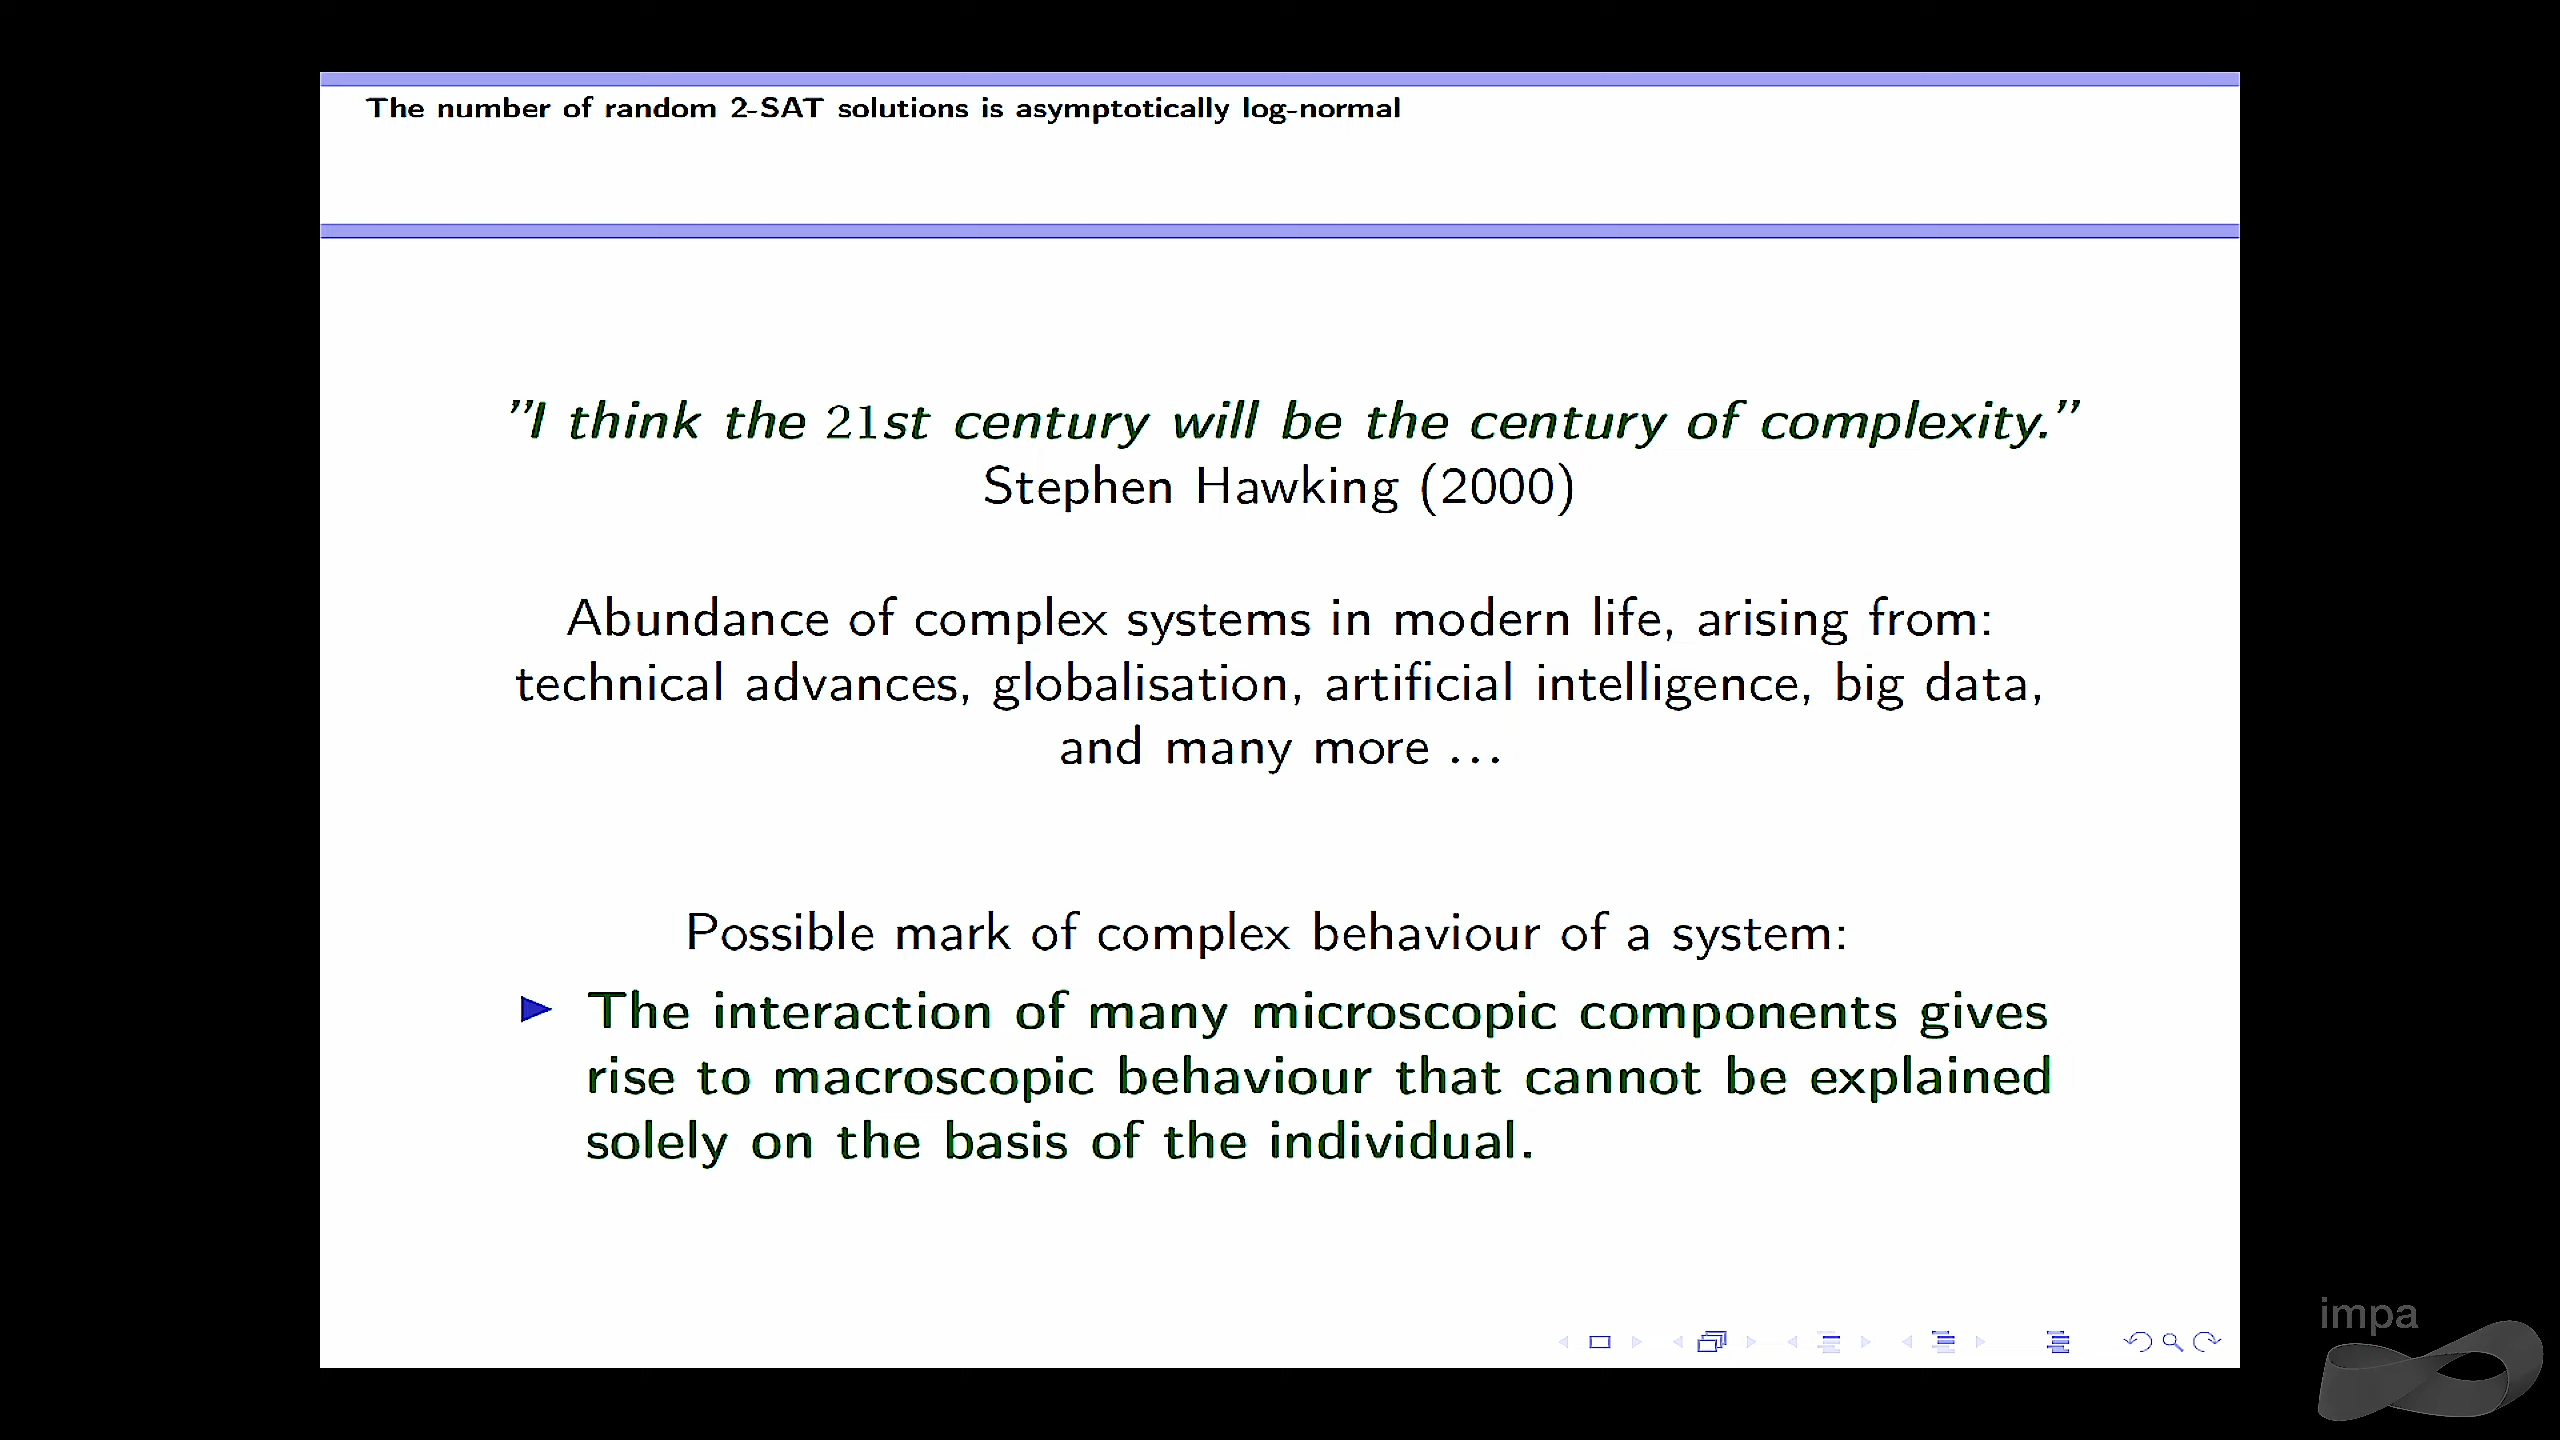 The number of random 2-SAT solutions is asymptotically log-normal
"I think the 21st century will be the century of complexity."
Stephen Hawking (2000)
Abundance of complex systems in modern life, arising from:
technical advances, globalisation, artificial intelligence, big data,
and many more ...
Possible mark of complex behaviour of a system:
▶ The interaction of many microscopic components gives
rise to macroscopic behaviour that cannot be explained
solely on the basis of the individual.
impa